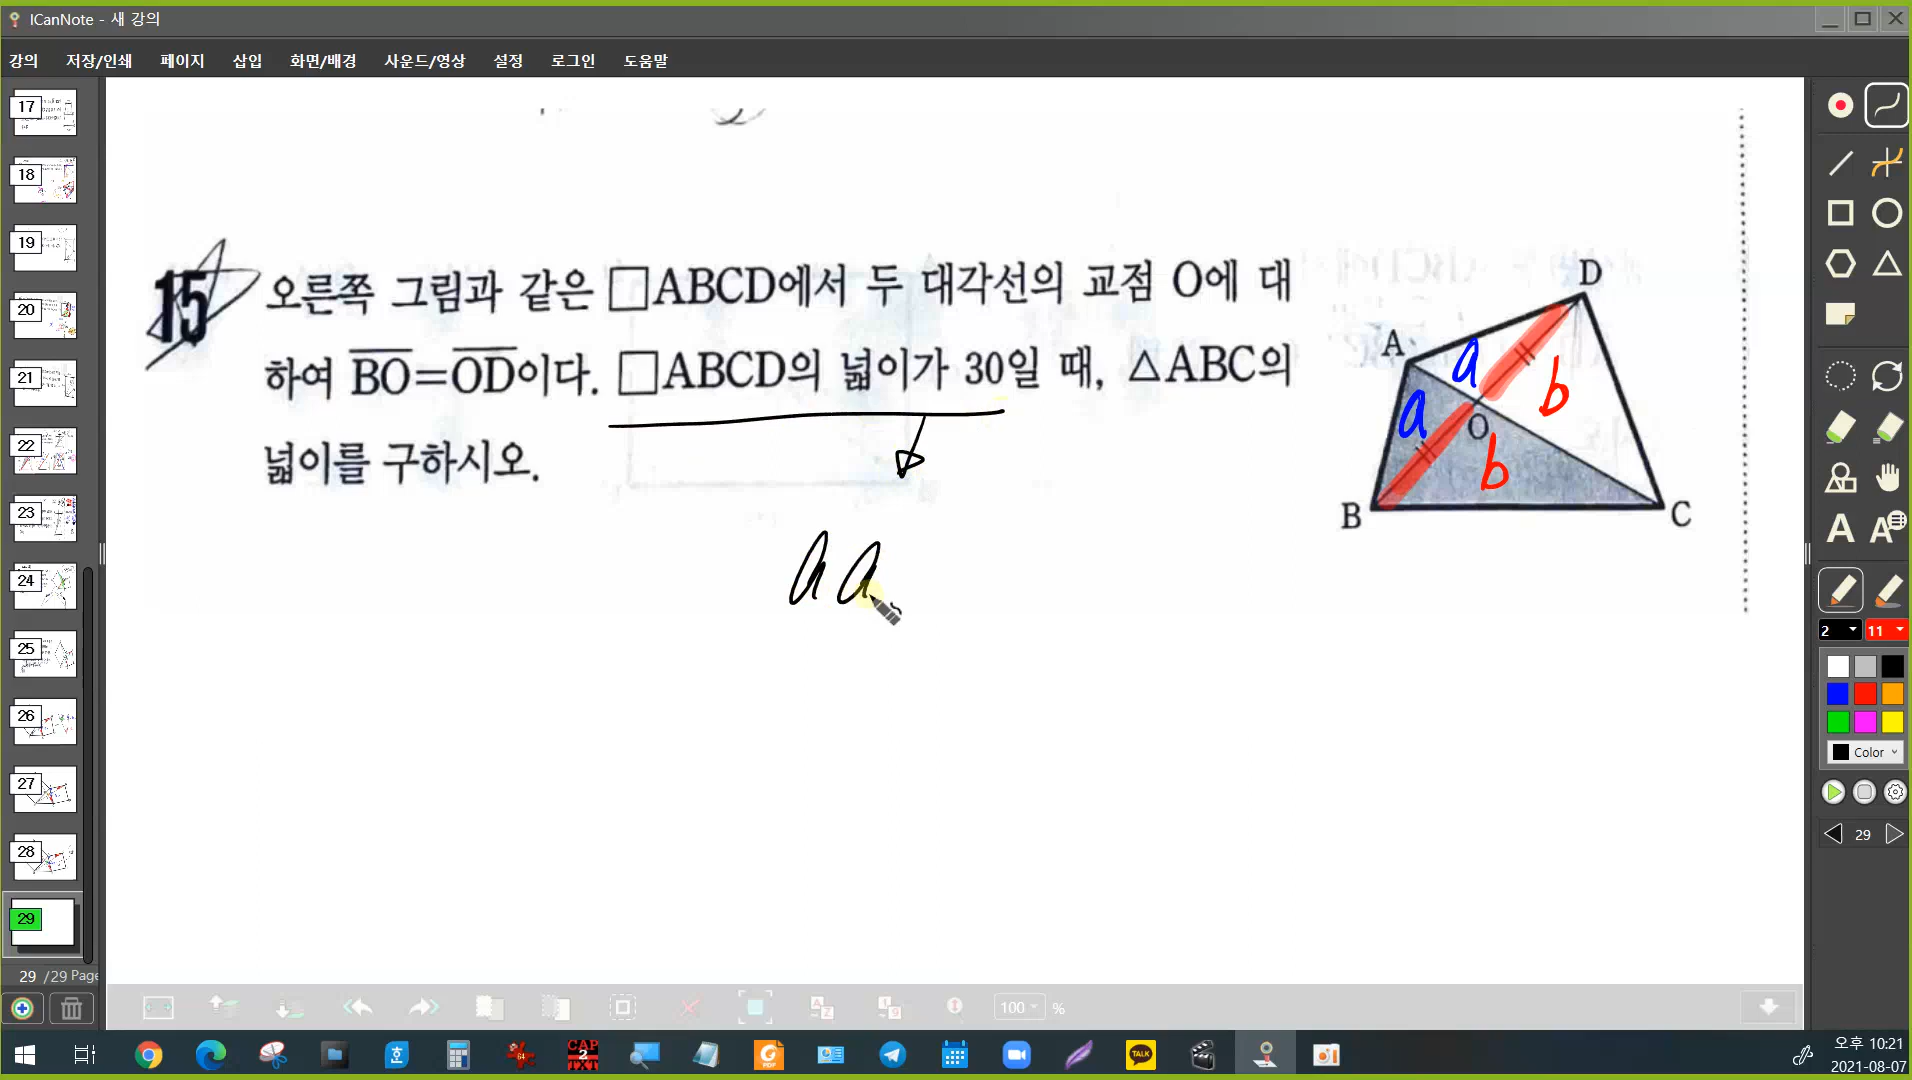 ICanNote - 새 강의
강의 저장/인쇄 페이지 삽입 화면/배경 사운드/영상 설정 로그인 도움말
17
18
19
20
21
22
23
24
25
26
27
28
29
29 /29 Page
15 오른쪽 그림과 같은 □ABCD에서 두 대각선의 교점 O에 대
하여 BO=OD이다. □ABCD의 넓이가 30일 때, △ABC의
넓이를 구하시오.
D
A
a
b
a
O
b
B
C
a a
A A
2 11
Color
29
100 %
CAP
2
TXT
64
TALK
오후 10:21
2021-08-07